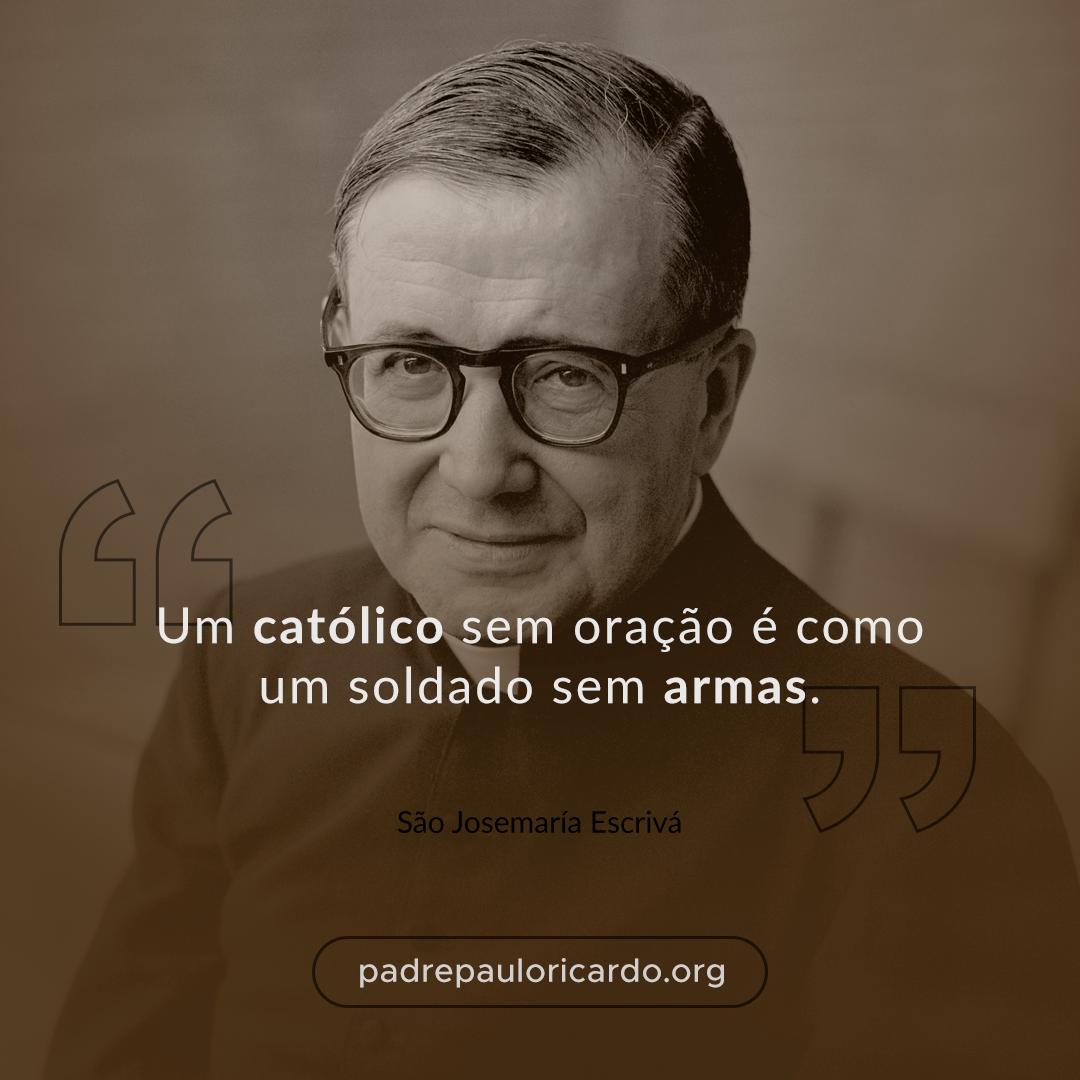 Um católico sem oração é como
um soldado sem armas.
São Josemaría Escrivá
padrepauloricardo.org